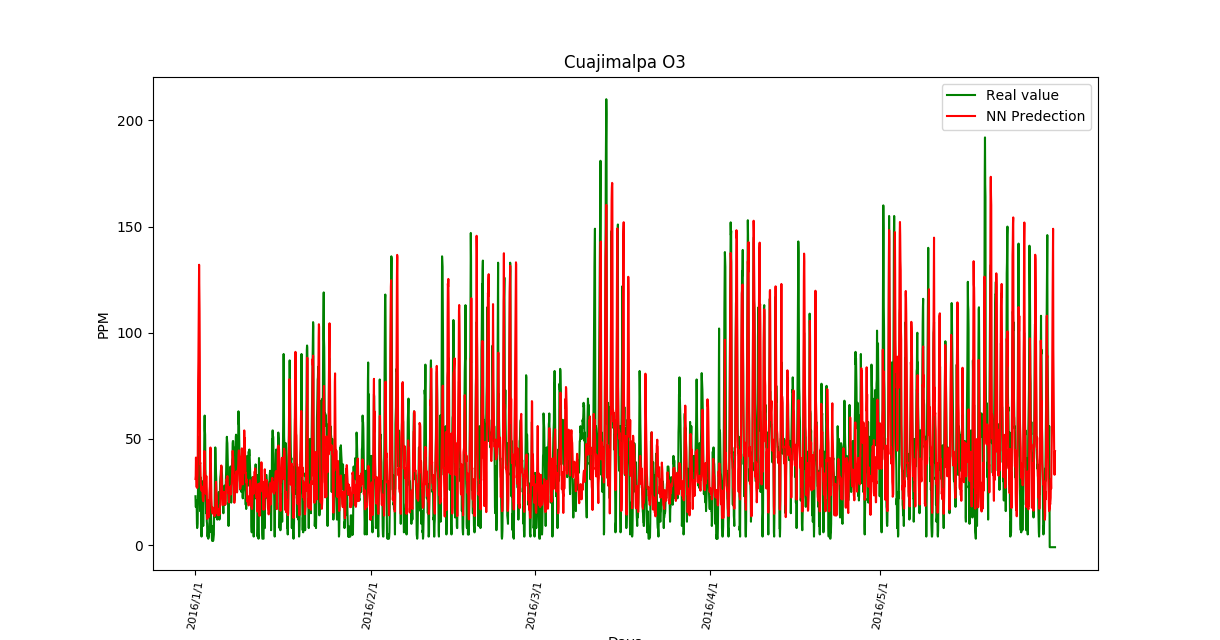 Cuajimalpa O3
Real value
NN Predection
200
150
100
50
0
PPM
2016/1/1
2016/2/1
2016/3/1
2016/4/1
2016/5/1
Days